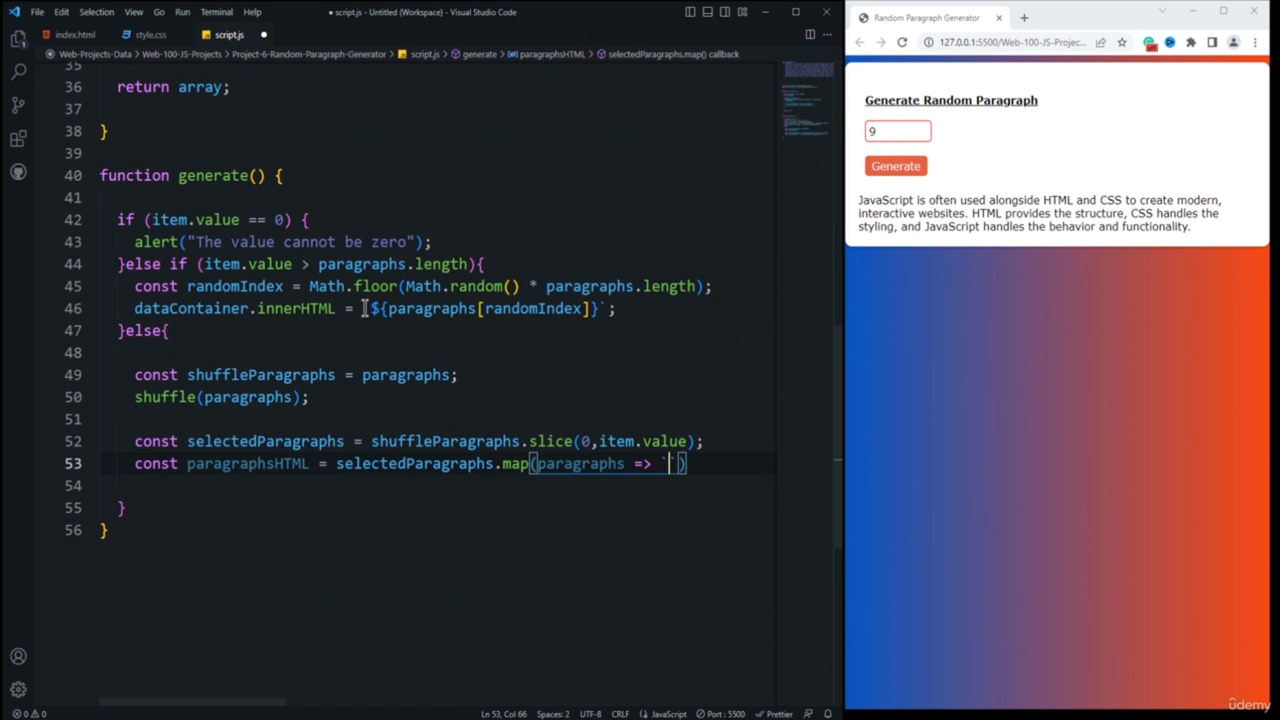 File Edit Selection View Go Run Terminal Help
● script.js - Untitled (Workspace) - Visual Studio Code
index.html style.css script.js
Web-Projects-Data > Web-100-JS-Projects > Project-6-Random-Paragraph-Generator > script.js > generate > paragraphsHTML > selectedParagraphs.map() callback
35
36 return array;
37
38 }
39
40 function generate() {
41
42 if (item.value == 0) {
43 alert("The value cannot be zero");
44 }else if (item.value > paragraphs.length){
45 const randomIndex = Math.floor(Math.random() * paragraphs.length);
46 dataContainer.innerHTML = `${paragraphs[randomIndex]}`;
47 }else{
48
49 const shuffleParagraphs = paragraphs;
50 shuffle(paragraphs);
51
52 const selectedParagraphs = shuffleParagraphs.slice(0,item.value);
53 const paragraphsHTML = selectedParagraphs.map(paragraphs => ``)
54
55 }
56 }
0 0 Ln 53, Col 66 Spaces: 2 UTF-8 CRLF JavaScript Port : 5500 Prettier
Random Paragraph Generator
127.0.0.1:5500/Web-100-JS-Projec...
Generate Random Paragraph
9
Generate
JavaScript is often used alongside HTML and CSS to create modern,
interactive websites. HTML provides the structure, CSS handles the
styling, and JavaScript handles the behavior and functionality.
ûdemy